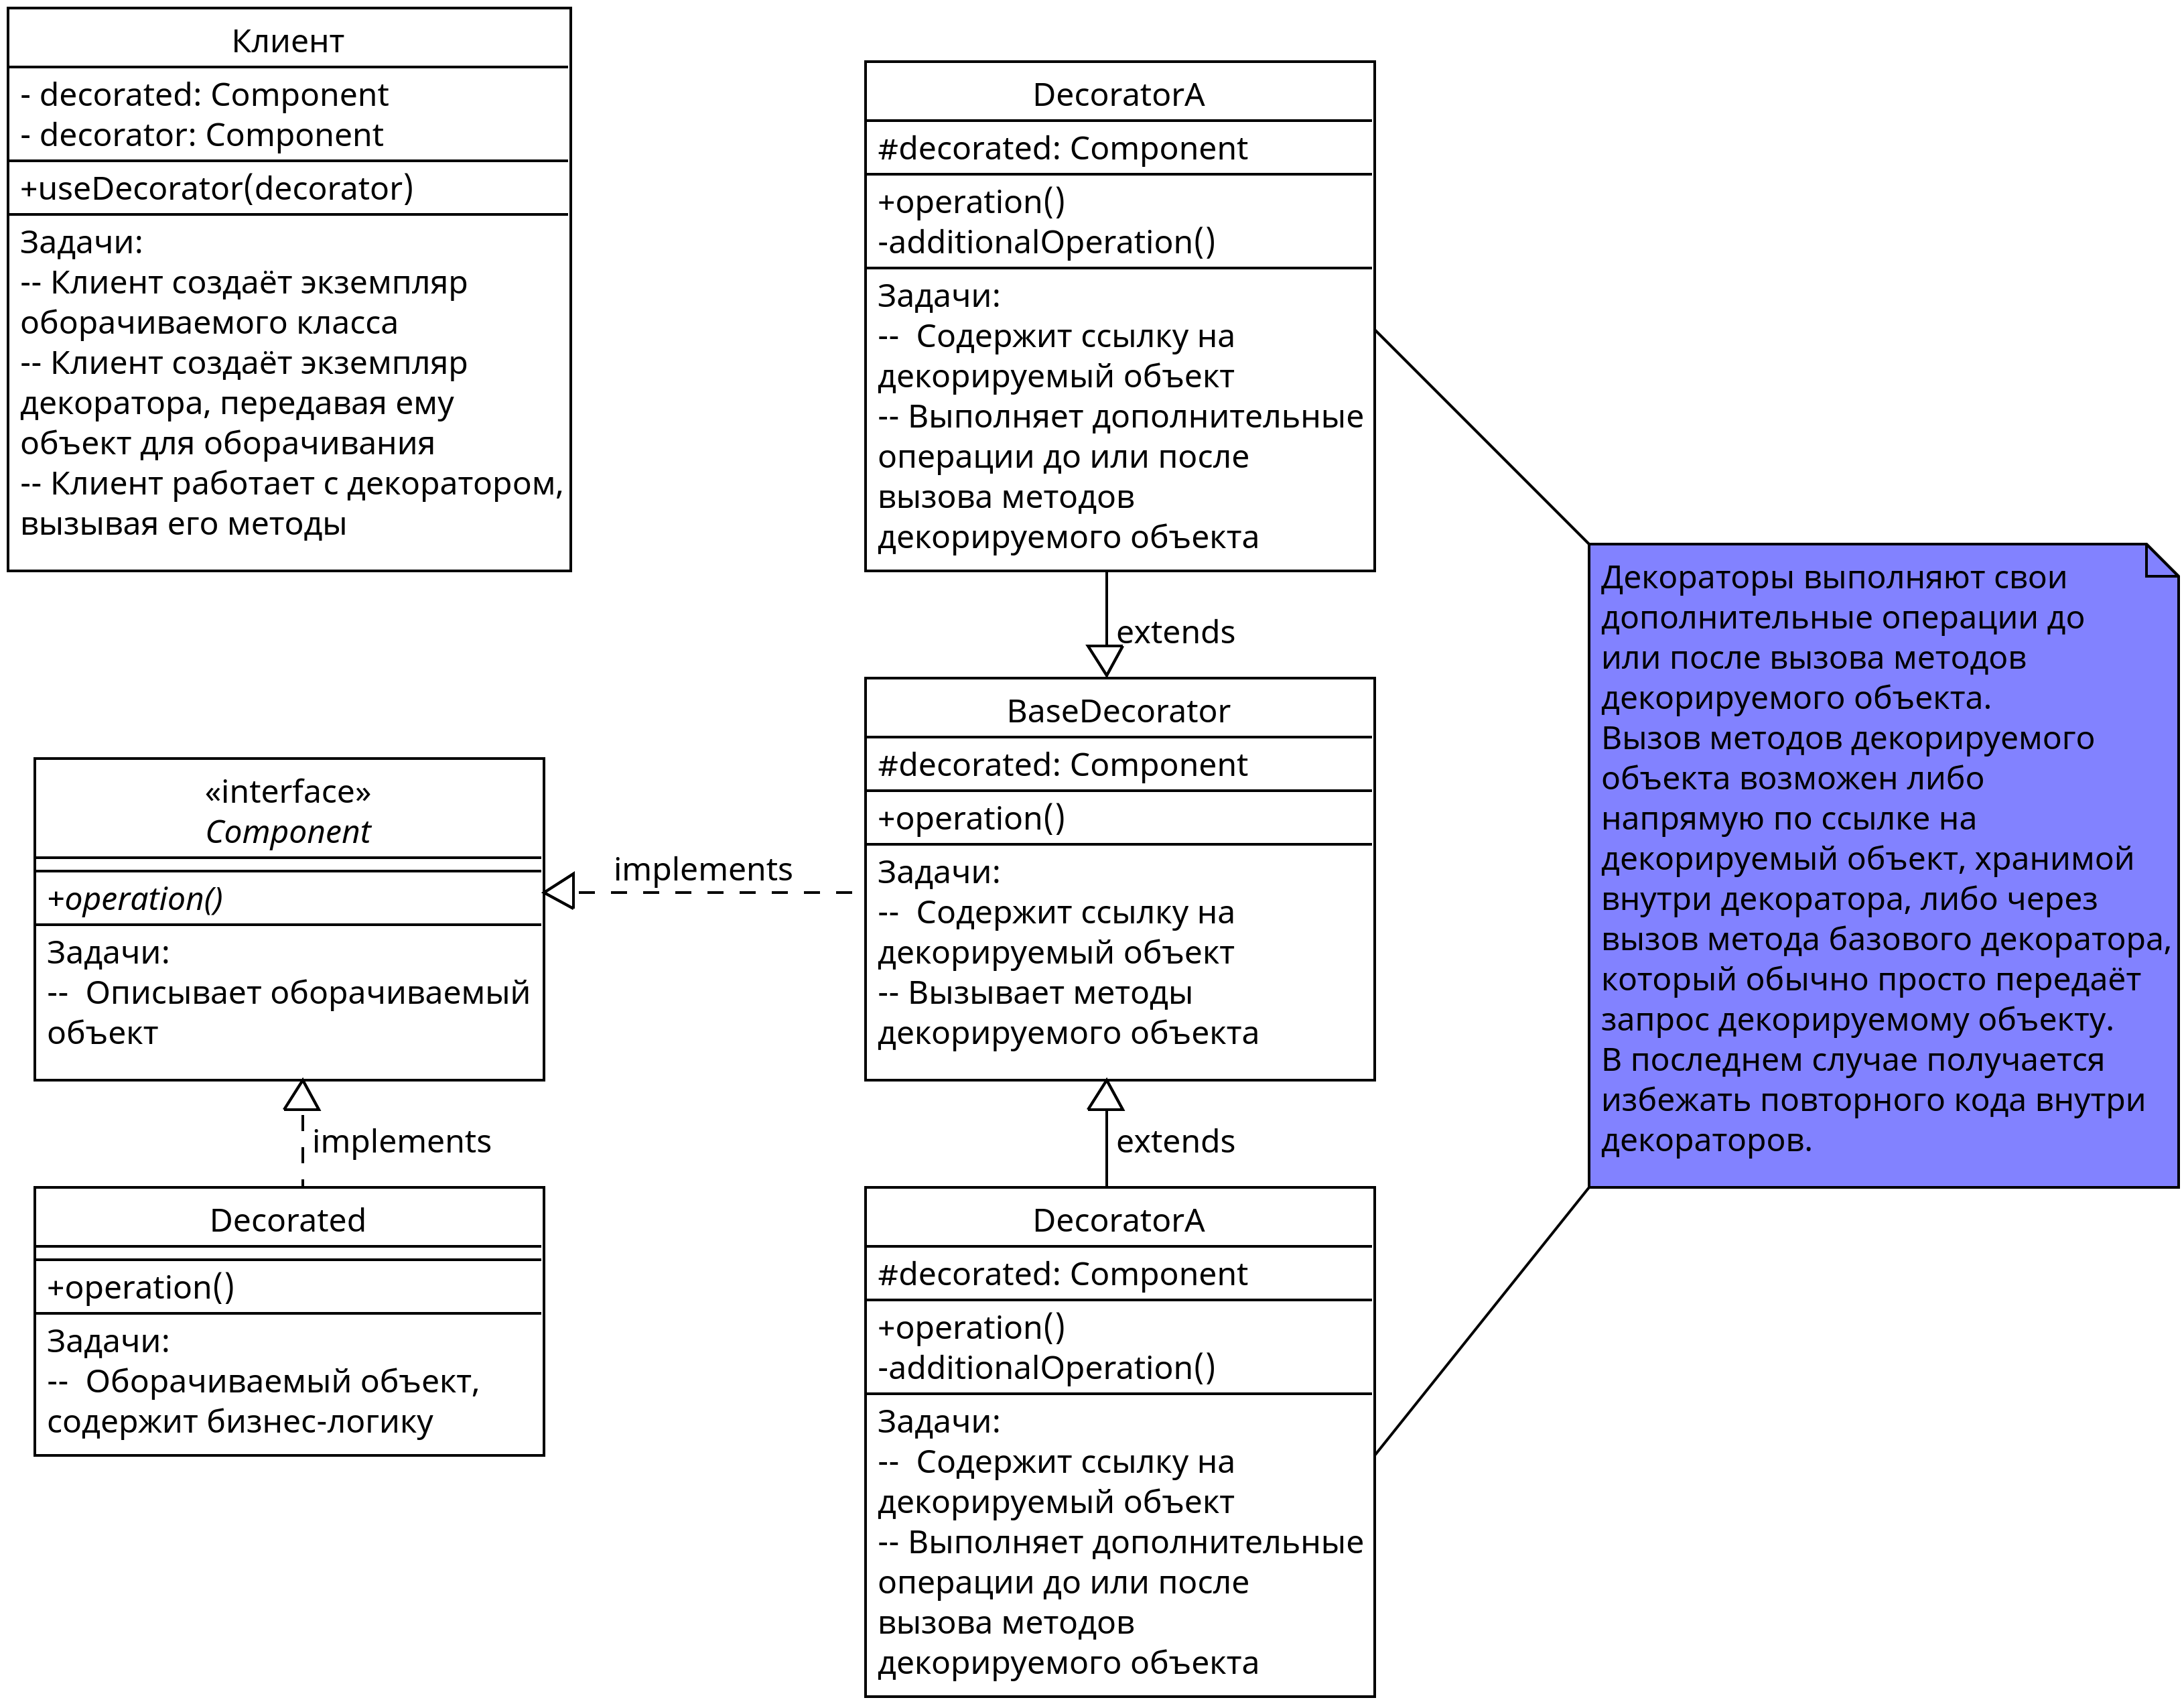 Клиент
- decorated: Component
- decorator: Component
+useDecorator(decorator)
Задачи:
-- Клиент создаёт экземпляр
оборачиваемого класса
-- Клиент создаёт экземпляр
декоратора, передавая ему
объект для оборачивания
-- Клиент работает с декоратором,
вызывая его методы
DecoratorA
#decorated: Component
+operation()
-additionalOperation()
Задачи:
--  Содержит ссылку на
декорируемый объект
-- Выполняет дополнительные
операции до или после
вызова методов
декорируемого объекта
extends
BaseDecorator
#decorated: Component
+operation()
Задачи:
--  Содержит ссылку на
декорируемый объект
-- Вызывает методы
декорируемого объекта
implements
«interface»
Component
+operation()
Задачи:
--  Описывает оборачиваемый
объект
implements
Decorated
+operation()
Задачи:
--  Оборачиваемый объект,
содержит бизнес-логику
extends
DecoratorA
#decorated: Component
+operation()
-additionalOperation()
Задачи:
--  Содержит ссылку на
декорируемый объект
-- Выполняет дополнительные
операции до или после
вызова методов
декорируемого объекта
Декораторы выполняют свои
дополнительные операции до
или после вызова методов
декорируемого объекта.
Вызов методов декорируемого
объекта возможен либо
напрямую по ссылке на
декорируемый объект, хранимой
внутри декоратора, либо через
вызов метода базового декоратора,
который обычно просто передаёт
запрос декорируемому объекту.
В последнем случае получается
избежать повторного кода внутри
декораторов.